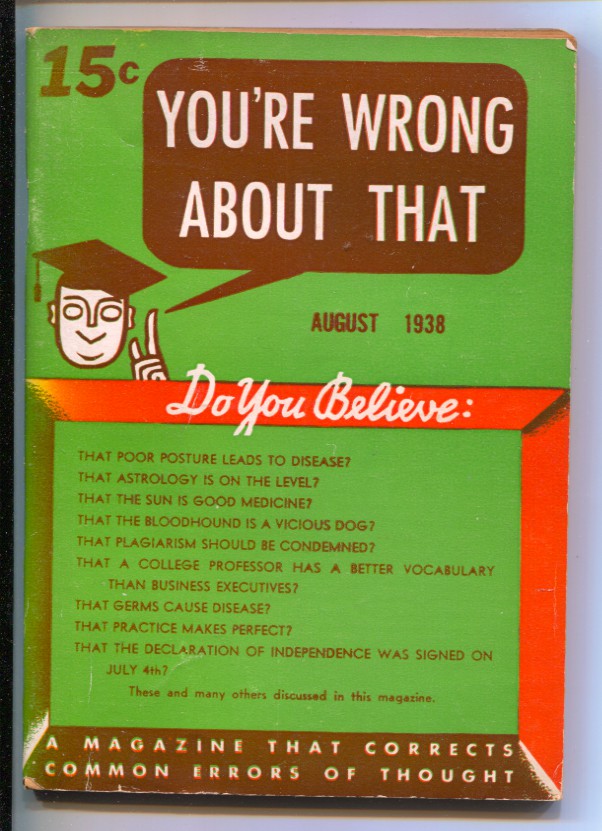 15c
YOU'RE WRONG
ABOUT THAT
AUGUST 1938
Do You Believe:
THAT POOR POSTURE LEADS TO DISEASE?
THAT ASTROLOGY IS ON THE LEVEL?
THAT THE SUN IS GOOD MEDICINE?
THAT THE BLOODHOUND IS A VICIOUS DOG?
THAT PLAGIARISM SHOULD BE CONDEMNED?
THAT A COLLEGE PROFESSOR HAS A BETTER VOCABULARY
THAN BUSINESS EXECUTIVES?
THAT GERMS CAUSE DISEASE?
THAT PRACTICE MAKES PERFECT?
THAT THE DECLARATION OF INDEPENDENCE WAS SIGNED ON
JULY 4th?
These and many others discussed in this magazine.
A MAGAZINE THAT CORRECTS
COMMON ERRORS OF THOUGHT